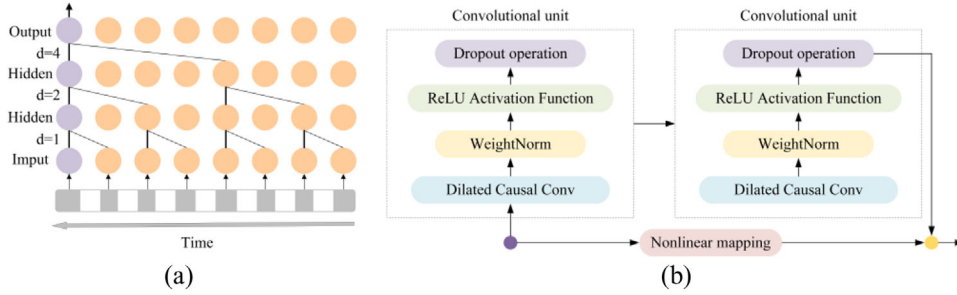 (a)
Output
d=4
Hidden
d=2
Hidden
d=1
Imput
Time
(b)
Convolutional unit
Dropout operation
ReLU Activation Function
WeightNorm
Dilated Causal Conv
Convolutional unit
Dropout operation
ReLU Activation Function
WeightNorm
Dilated Causal Conv
Nonlinear mapping